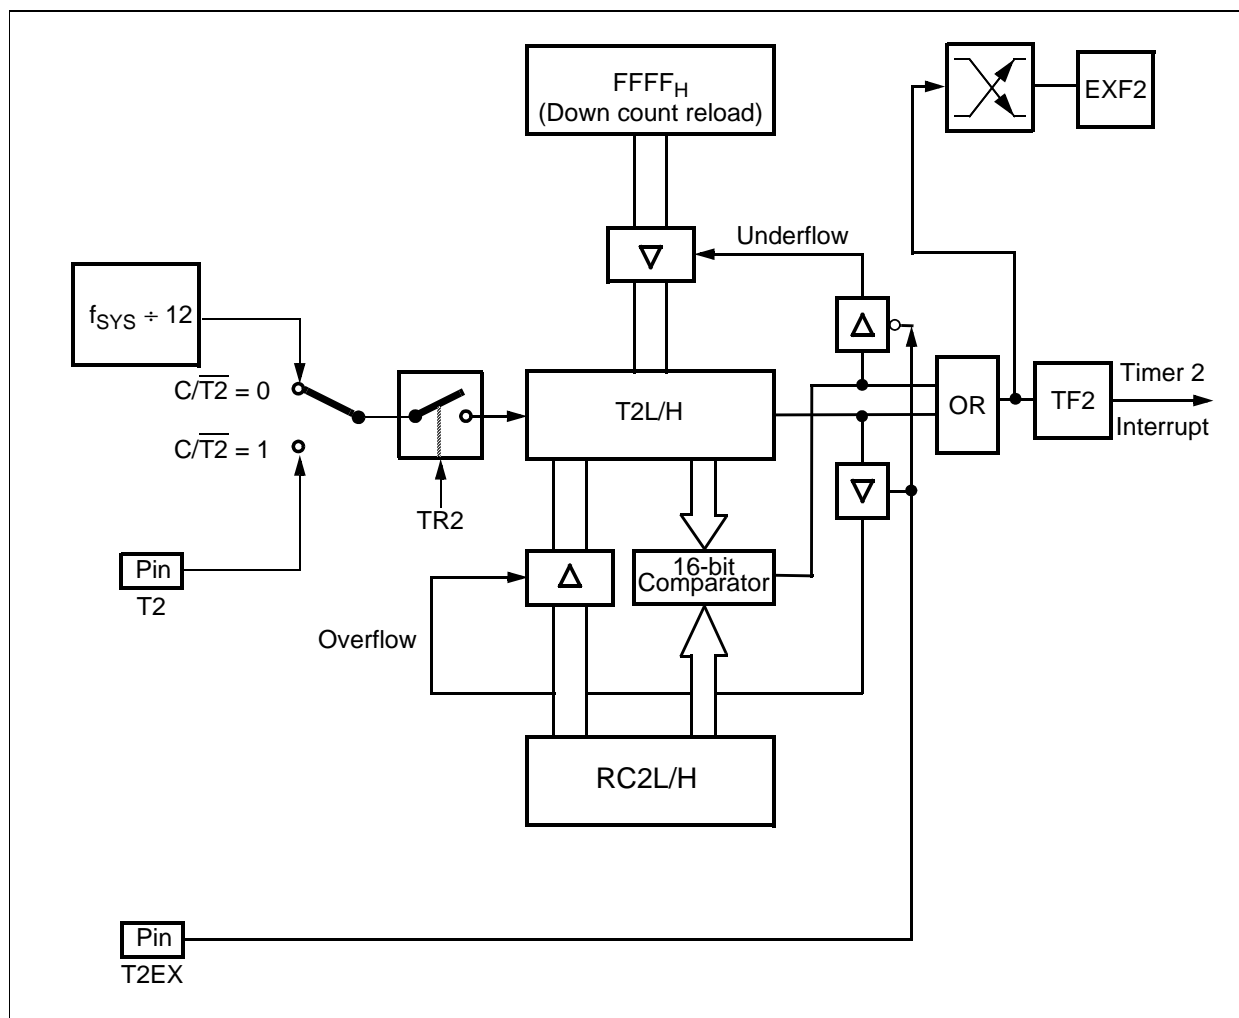 FFFFH
(Down count reload)
EXF2
Underflow
fSYS ÷ 12
C/T2 = 0
T2L/H
OR
TF2
Timer 2
Interrupt
C/T2 = 1
TR2
Pin
T2
16-bit
Comparator
Overflow
RC2L/H
Pin
T2EX